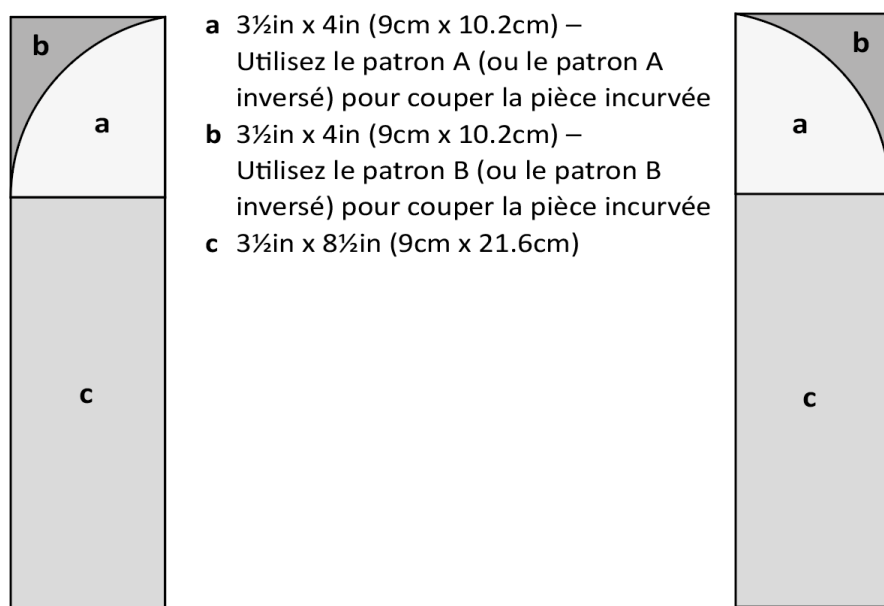 b
a
c
a 3½in x 4in (9cm x 10.2cm) –
Utilisez le patron A (ou le patron A
inversé) pour couper la pièce incurvée
b 3½in x 4in (9cm x 10.2cm) –
Utilisez le patron B (ou le patron B
inversé) pour couper la pièce incurvée
c 3½in x 8½in (9cm x 21.6cm)
b
a
c